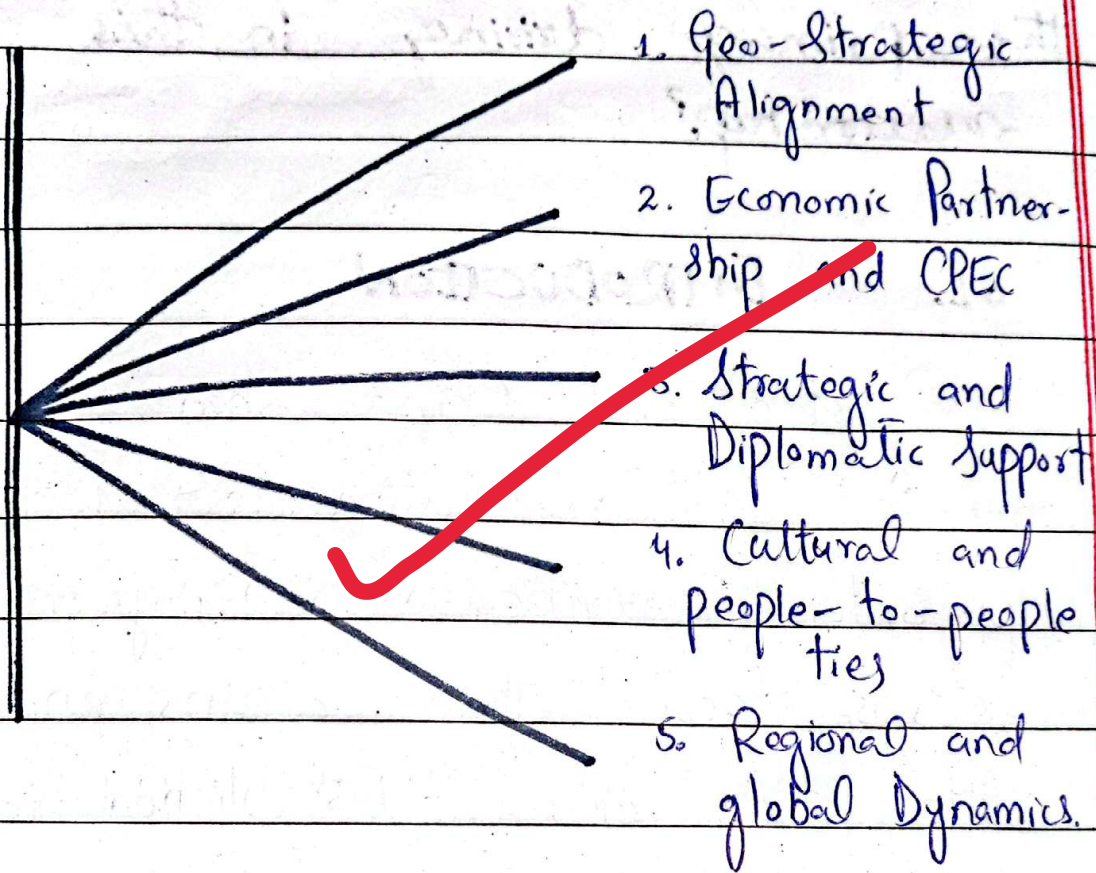 1. Geo-Strategic
Alignment
2. Economic Partner-
ship and CPEC
3. Strategic and
Diplomatic Support
4. Cultural and
people-to-people
ties
5. Regional and
global Dynamics.